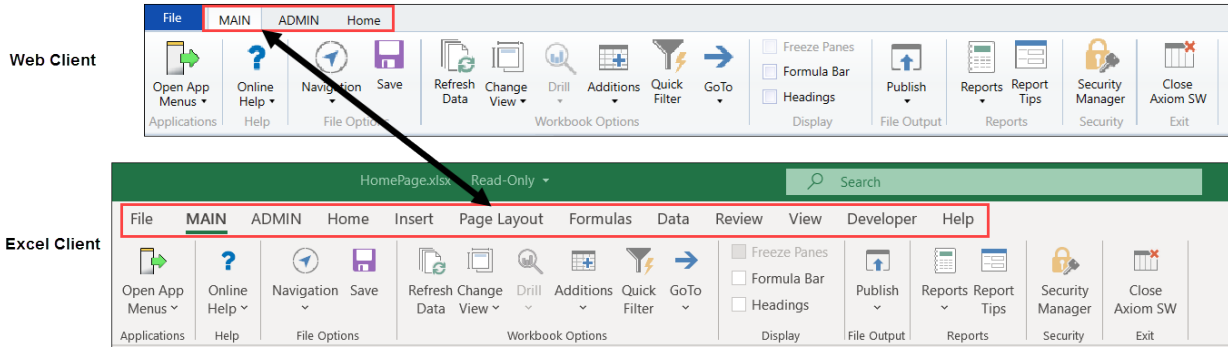 File MAIN ADMIN Home
Web Client
Open App Menus Online Help Navigation Save Refresh Data Change View Drill Additions Quick Filter GoTo Freeze Panes Formula Bar Headings Publish Reports Report Tips Security Manager Close Axiom SW
Applications Help File Options Workbook Options Display File Output Reports Security Exit
HomePage.xlsx Read-Only Search
File MAIN ADMIN Home Insert Page Layout Formulas Data Review View Developer Help
Excel Client
Open App Menus Online Help Navigation Save Refresh Data Change View Drill Additions Quick Filter GoTo Freeze Panes Formula Bar Headings Publish Reports Report Tips Security Manager Close Axiom SW
Applications Help File Options Workbook Options Display File Output Reports Security Exit